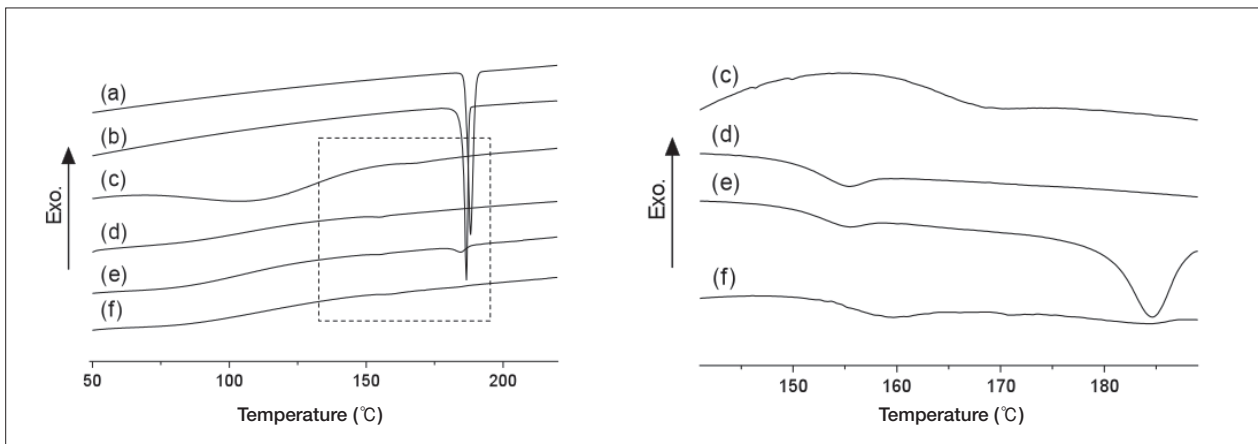 (a)
(b)
(c)
(d)
(e)
(f)
Exo.
50 100 150 200
Temperature (℃)
(c)
(d)
(e)
(f)
Exo.
150 160 170 180
Temperature (℃)